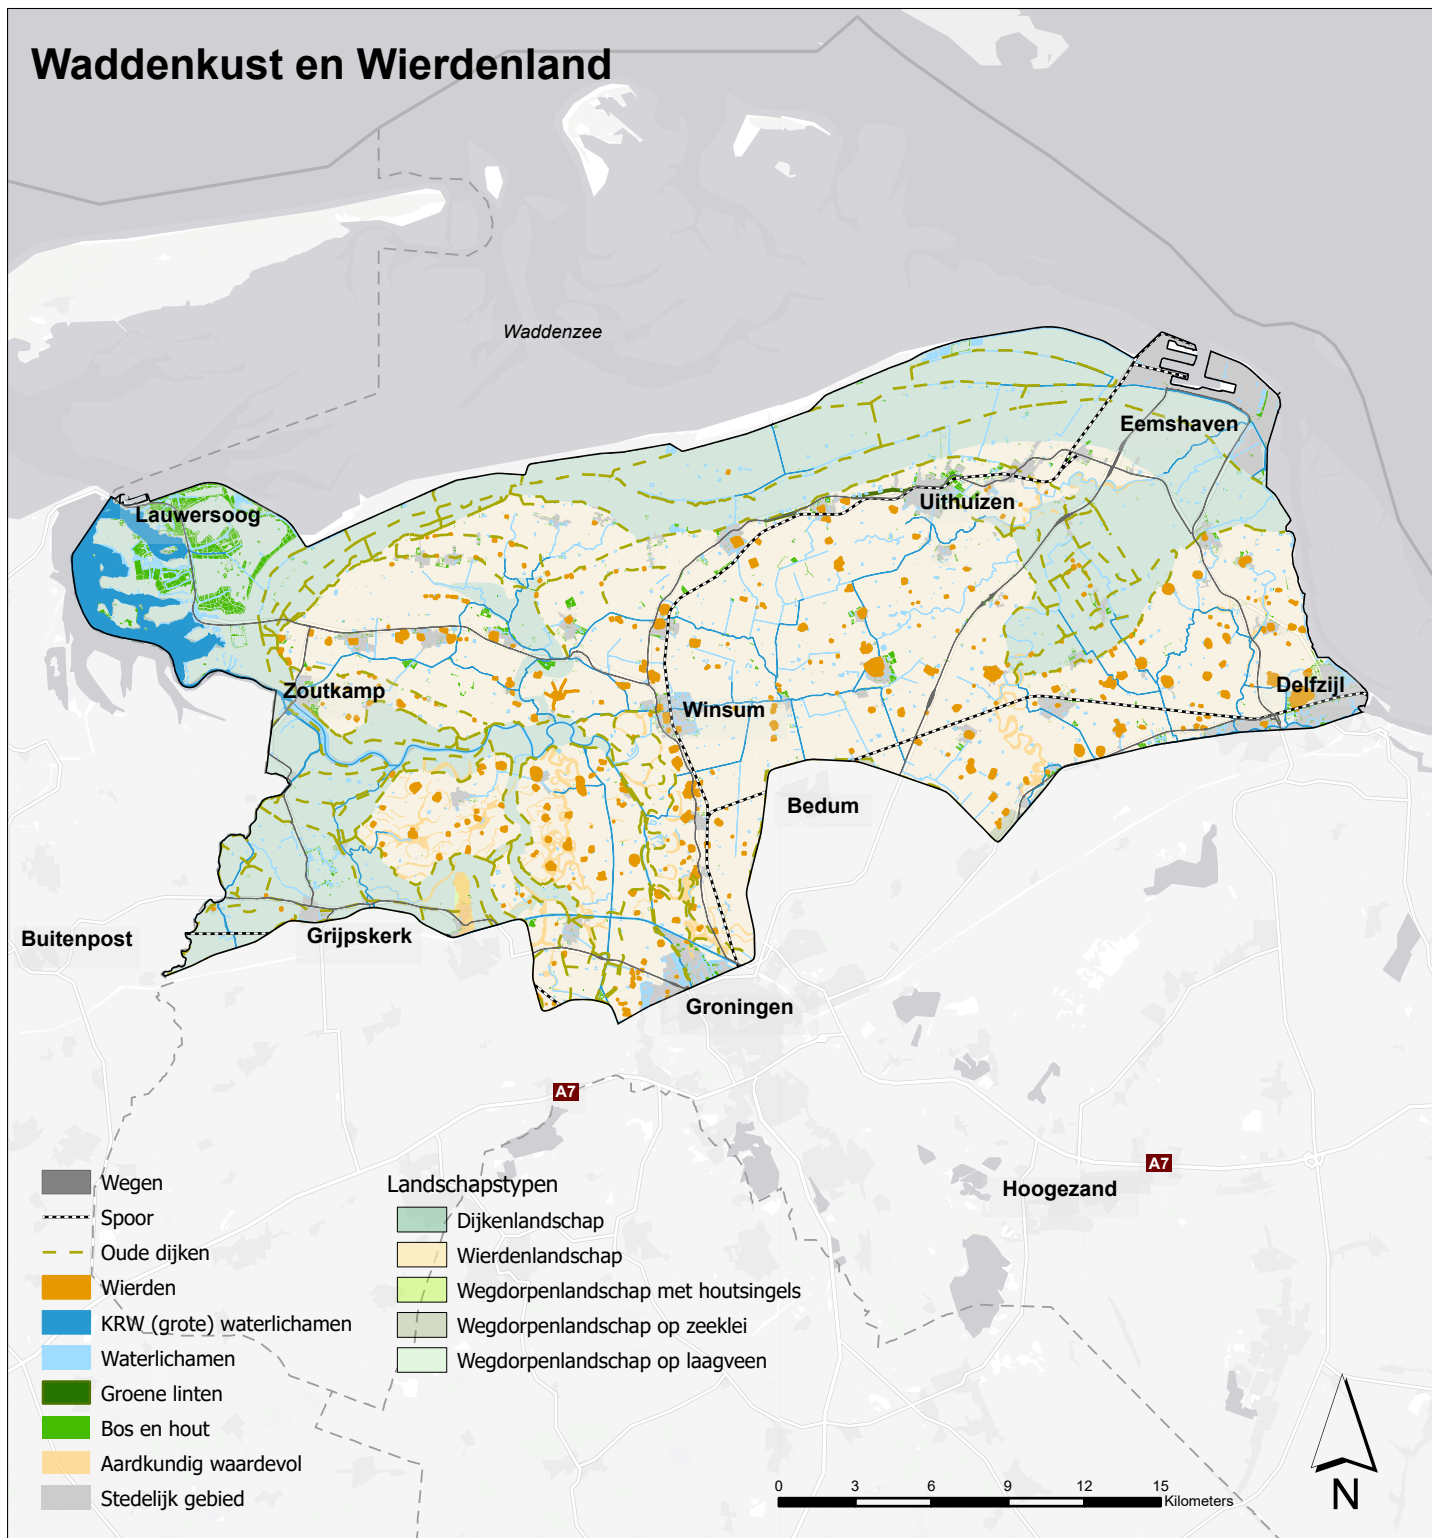 Waddenkust en Wierdenland
Waddenzee
Eemshaven
Uithuizen
Lauwersoog
Delfzijl
Zoutkamp
Winsum
Bedum
Buitenpost
Grijpskerk
Groningen
A7
A7
Hoogezand
Wegen
Spoor
Oude dijken
Wierden
KRW (grote) waterlichamen
Waterlichamen
Groene linten
Bos en hout
Aardkundig waardevol
Stedelijk gebied
Landschapstypen
Dijkenlandschap
Wierdenlandschap
Wegdorpenlandschap met houtsingels
Wegdorpenlandschap op zeeklei
Wegdorpenlandschap op laagveen
0 3 6 9 12 15
Kilometers
N